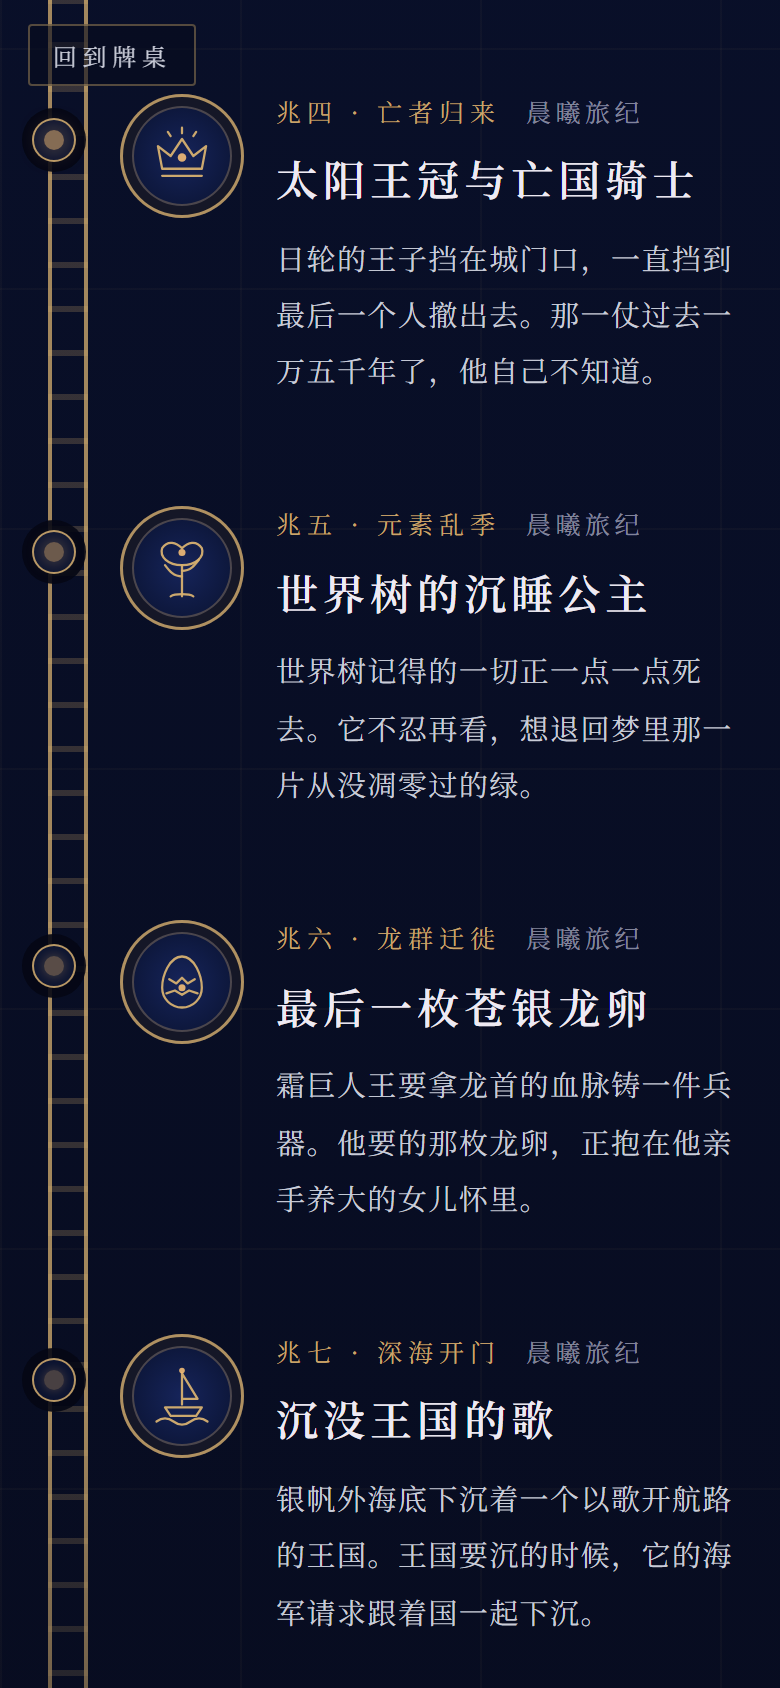 回到牌桌
兆四 · 亡者归来 晨曦旅纪
太阳王冠与亡国骑士
日轮的王子挡在城门口，一直挡到
最后一个人撤出去。那一仗过去一
万五千年了，他自己不知道。
兆五 · 元素乱季 晨曦旅纪
世界树的沉睡公主
世界树记得的一切正一点一点死
去。它不忍再看，想退回梦里那一
片从没凋零过的绿。
兆六 · 龙群迁徙 晨曦旅纪
最后一枚苍银龙卵
霜巨人王要拿龙首的血脉铸一件兵
器。他要的那枚龙卵，正抱在他亲
手养大的女儿怀里。
兆七 · 深海开门 晨曦旅纪
沉没王国的歌
银帆外海底下沉着一个以歌开航路
的王国。王国要沉的时候，它的海
军请求跟着国一起下沉。